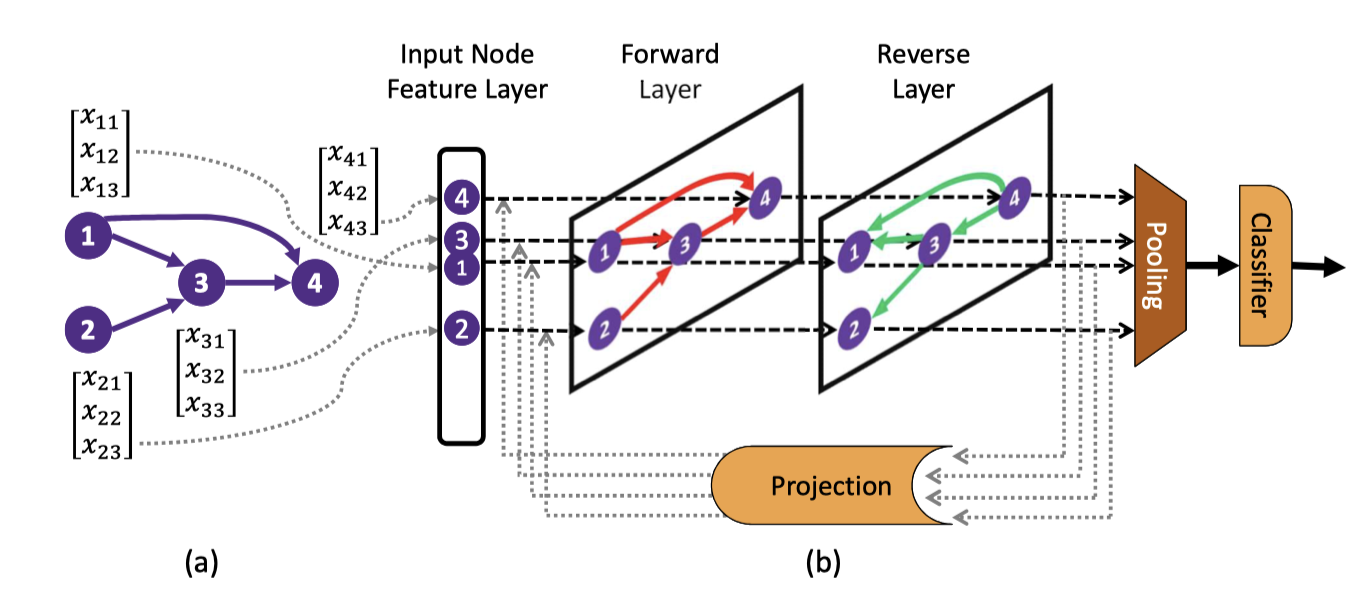 Input Node
Feature Layer
Forward
Layer
Reverse
Layer
x11
x12
x13
x41
x42
x43
1
2
3
4
x31
x32
x33
x21
x22
x23
4
3
1
2
1
2
3
4
1
2
3
4
Pooling
Classifier
Projection
(a)
(b)